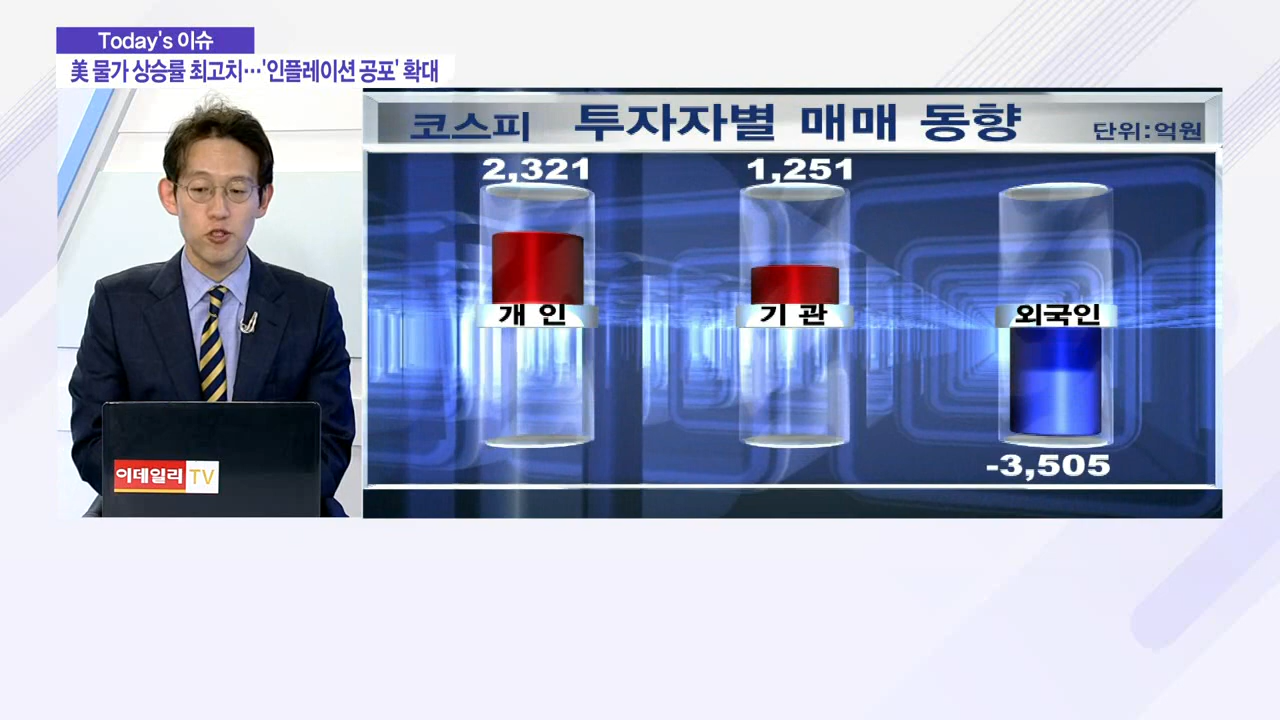 Today's 이슈
美 물가 상승률 최고치…'인플레이션 공포' 확대
코스피 투자자별 매매 동향 단위:억원
2,321 1,251
개인 기관 외국인
-3,505
이데일리 TV